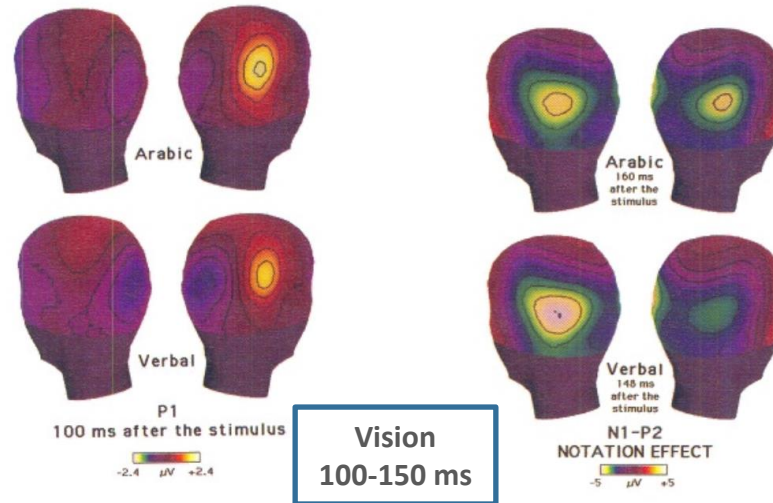 Arabic
Verbal
P1
100 ms after the stimulus
-2.4 µV +2.4
Vision
100-150 ms
Arabic
160 ms
after the
stimulus
Verbal
148 ms
after the
stimulus
N1-P2
NOTATION EFFECT
-5 µV +5